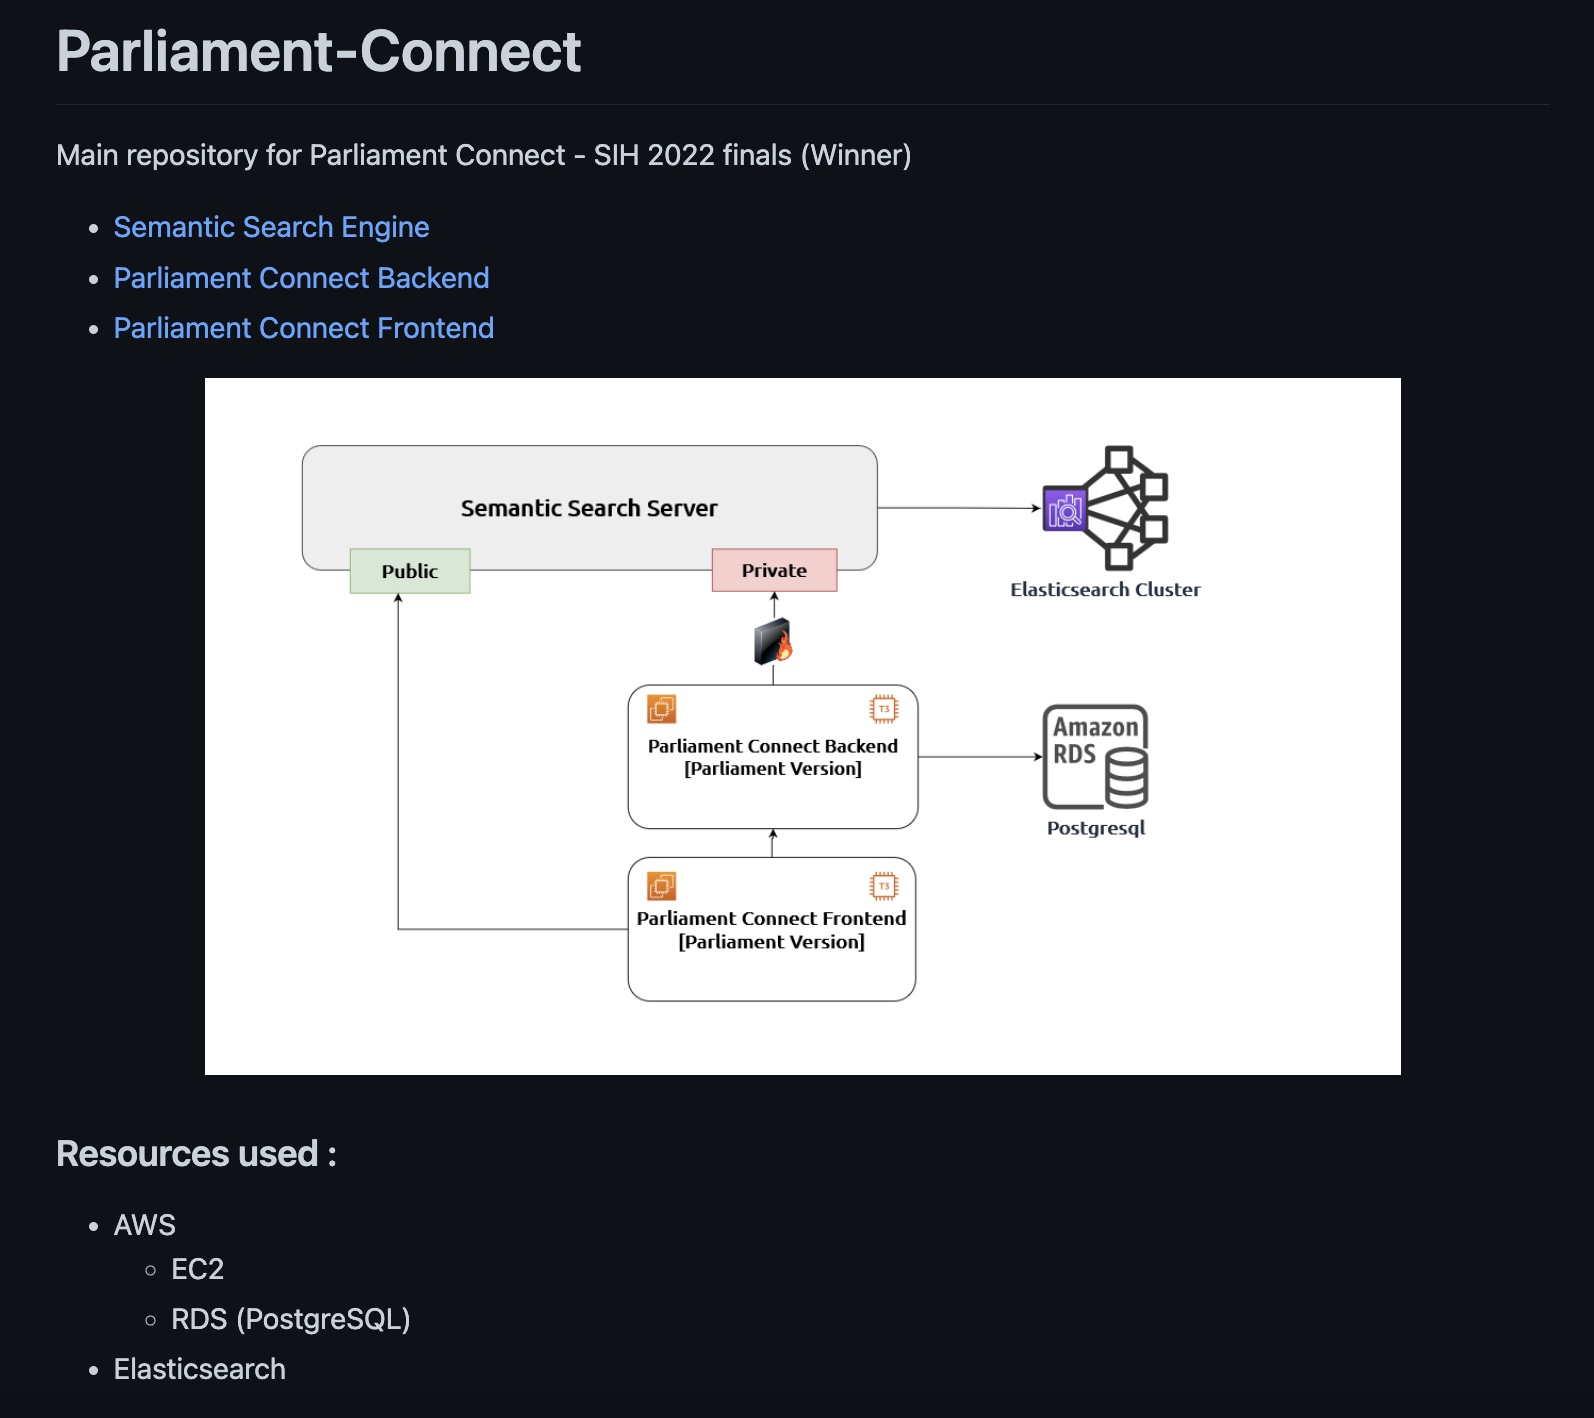 Parliament-Connect
Main repository for Parliament Connect - SIH 2022 finals (Winner)
Semantic Search Engine
Parliament Connect Backend
Parliament Connect Frontend
Semantic Search Server
Public
Private
Elasticsearch Cluster
T3
Parliament Connect Backend
[Parliament Version]
Amazon
RDS
Postgresql
T3
Parliament Connect Frontend
[Parliament Version]
Resources used :
AWS
EC2
RDS (PostgreSQL)
Elasticsearch